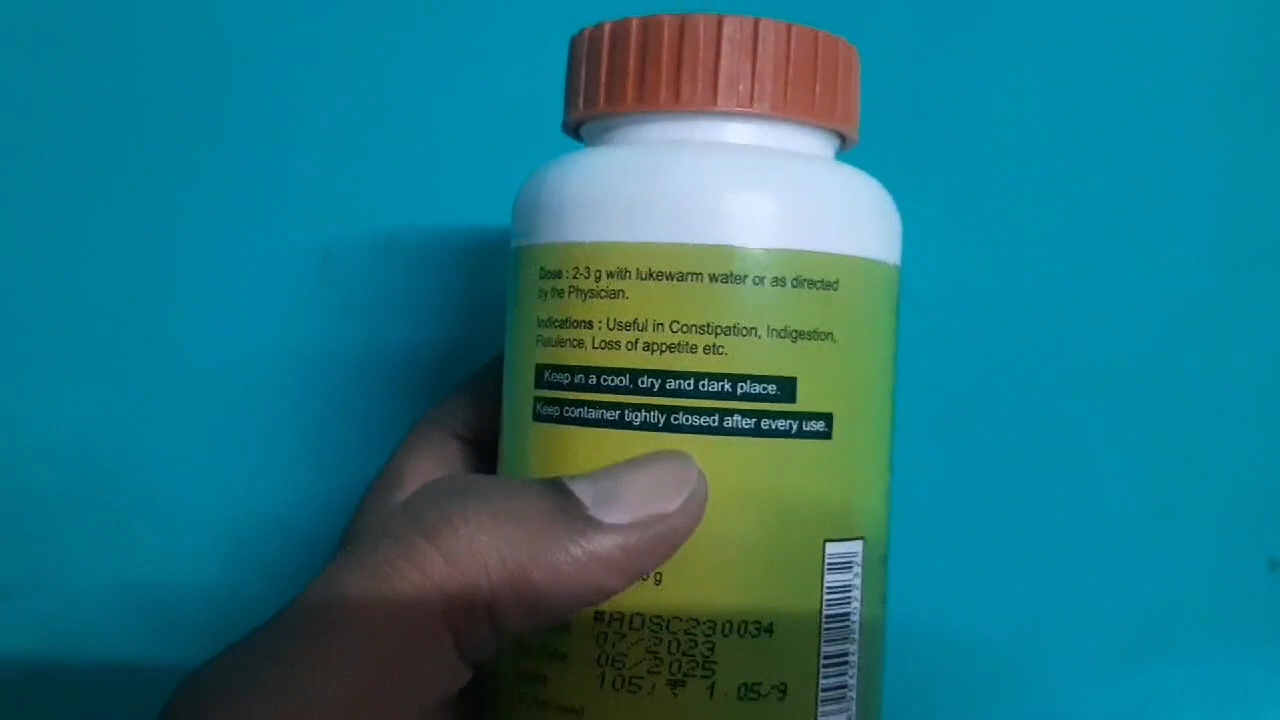 Dose : 2-3 g with lukewarm water or as directed
by the Physician.
Indications : Useful in Constipation, Indigestion,
Flatulence, Loss of appetite etc.
Keep in a cool, dry and dark place.
Keep container tightly closed after every use.
g
#ADSC230034
07/2023
06/2025
105/ ₹ 1.05/g